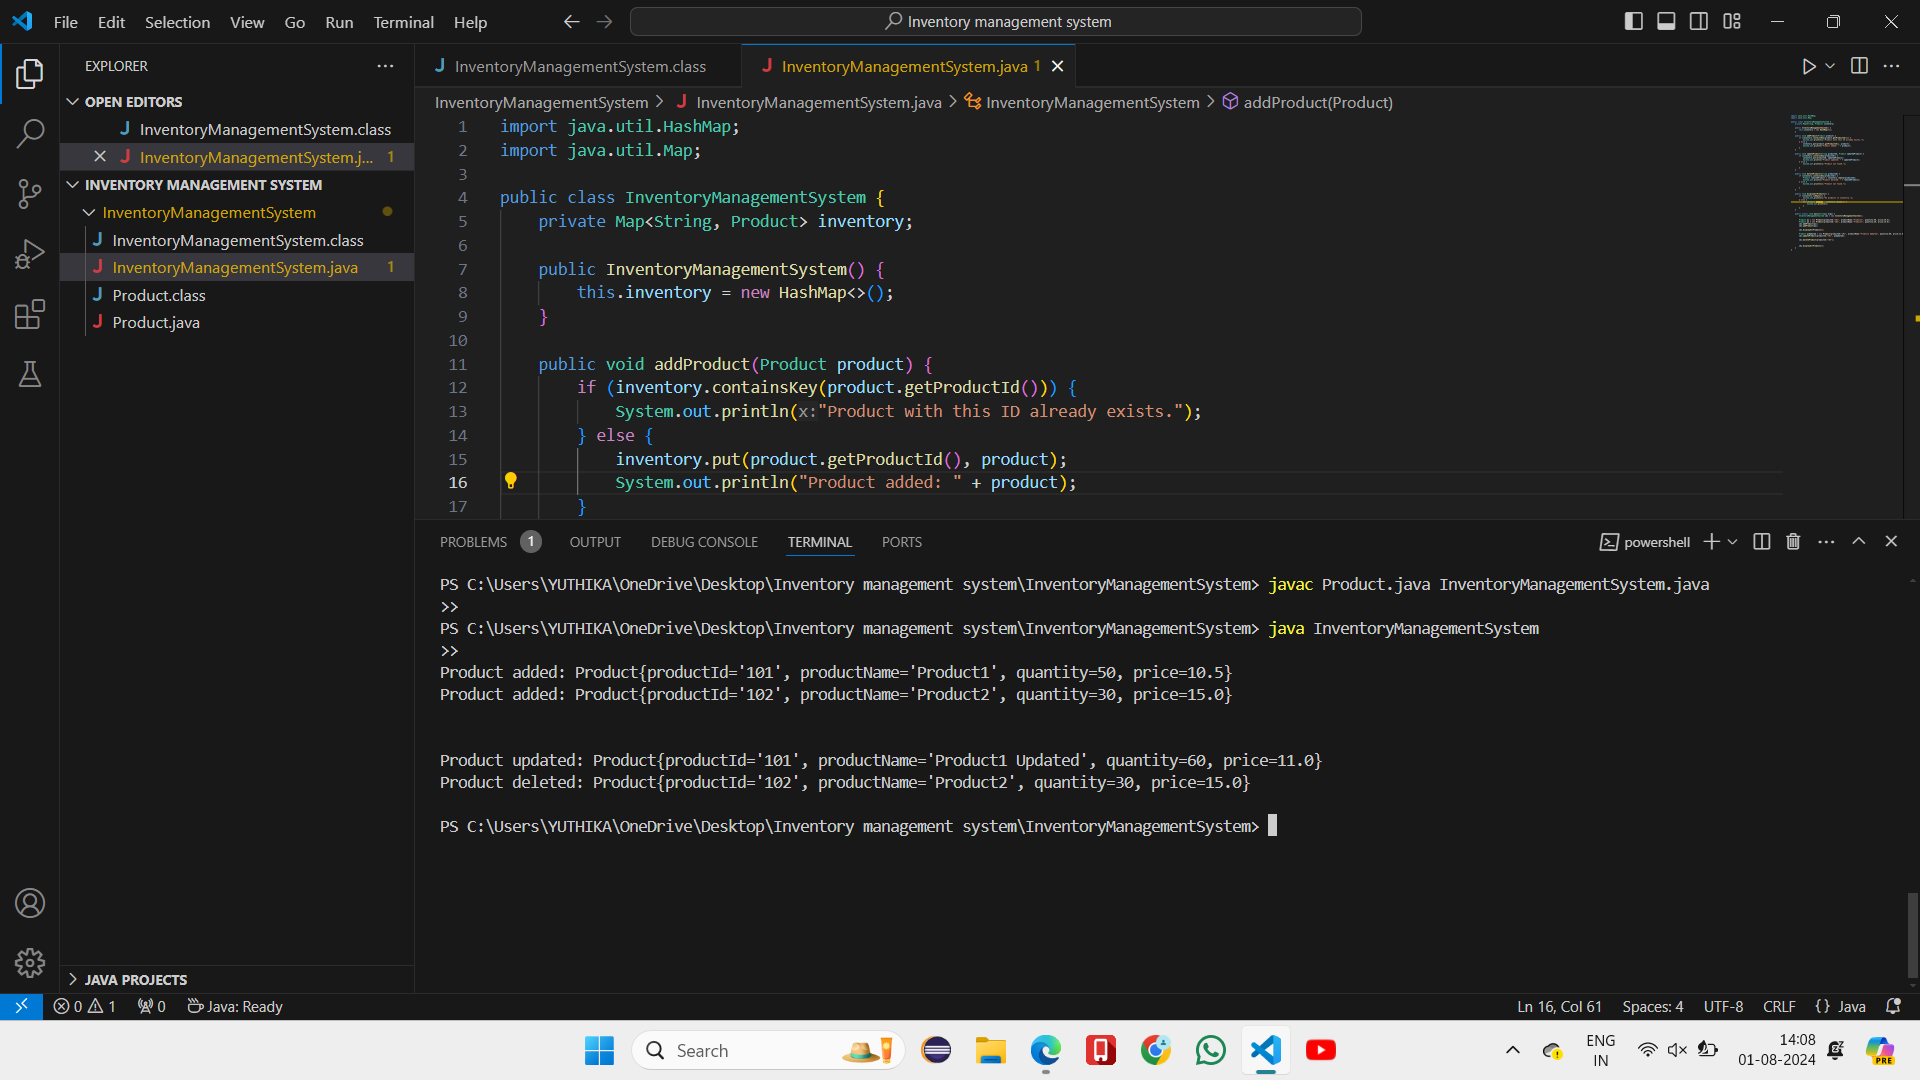 File Edit Selection View Go Run Terminal Help
Inventory management system
EXPLORER
OPEN EDITORS
InventoryManagementSystem.class
InventoryManagementSystem.j... 1
INVENTORY MANAGEMENT SYSTEM
InventoryManagementSystem
InventoryManagementSystem.class
InventoryManagementSystem.java 1
Product.class
Product.java
JAVA PROJECTS
InventoryManagementSystem.class
InventoryManagementSystem.java 1
InventoryManagementSystem > InventoryManagementSystem.java > InventoryManagementSystem > addProduct(Product)
1 import java.util.HashMap;
2 import java.util.Map;
3
4 public class InventoryManagementSystem {
5 private Map<String, Product> inventory;
6
7 public InventoryManagementSystem() {
8 this.inventory = new HashMap<>();
9 }
10
11 public void addProduct(Product product) {
12 if (inventory.containsKey(product.getProductId())) {
13 System.out.println(x:"Product with this ID already exists.");
14 } else {
15 inventory.put(product.getProductId(), product);
16 System.out.println("Product added: " + product);
17 }
PROBLEMS 1 OUTPUT DEBUG CONSOLE TERMINAL PORTS
powershell
PS C:\Users\YUTHIKA\OneDrive\Desktop\Inventory management system\InventoryManagementSystem> javac Product.java InventoryManagementSystem.java
>>
PS C:\Users\YUTHIKA\OneDrive\Desktop\Inventory management system\InventoryManagementSystem> java InventoryManagementSystem
>>
Product added: Product{productId='101', productName='Product1', quantity=50, price=10.5}
Product added: Product{productId='102', productName='Product2', quantity=30, price=15.0}
Product updated: Product{productId='101', productName='Product1 Updated', quantity=60, price=11.0}
Product deleted: Product{productId='102', productName='Product2', quantity=30, price=15.0}
PS C:\Users\YUTHIKA\OneDrive\Desktop\Inventory management system\InventoryManagementSystem>
0 1 0 Java: Ready
Ln 16, Col 61 Spaces: 4 UTF-8 CRLF {} Java
Search
ENG
IN
14:08
01-08-2024
PRE